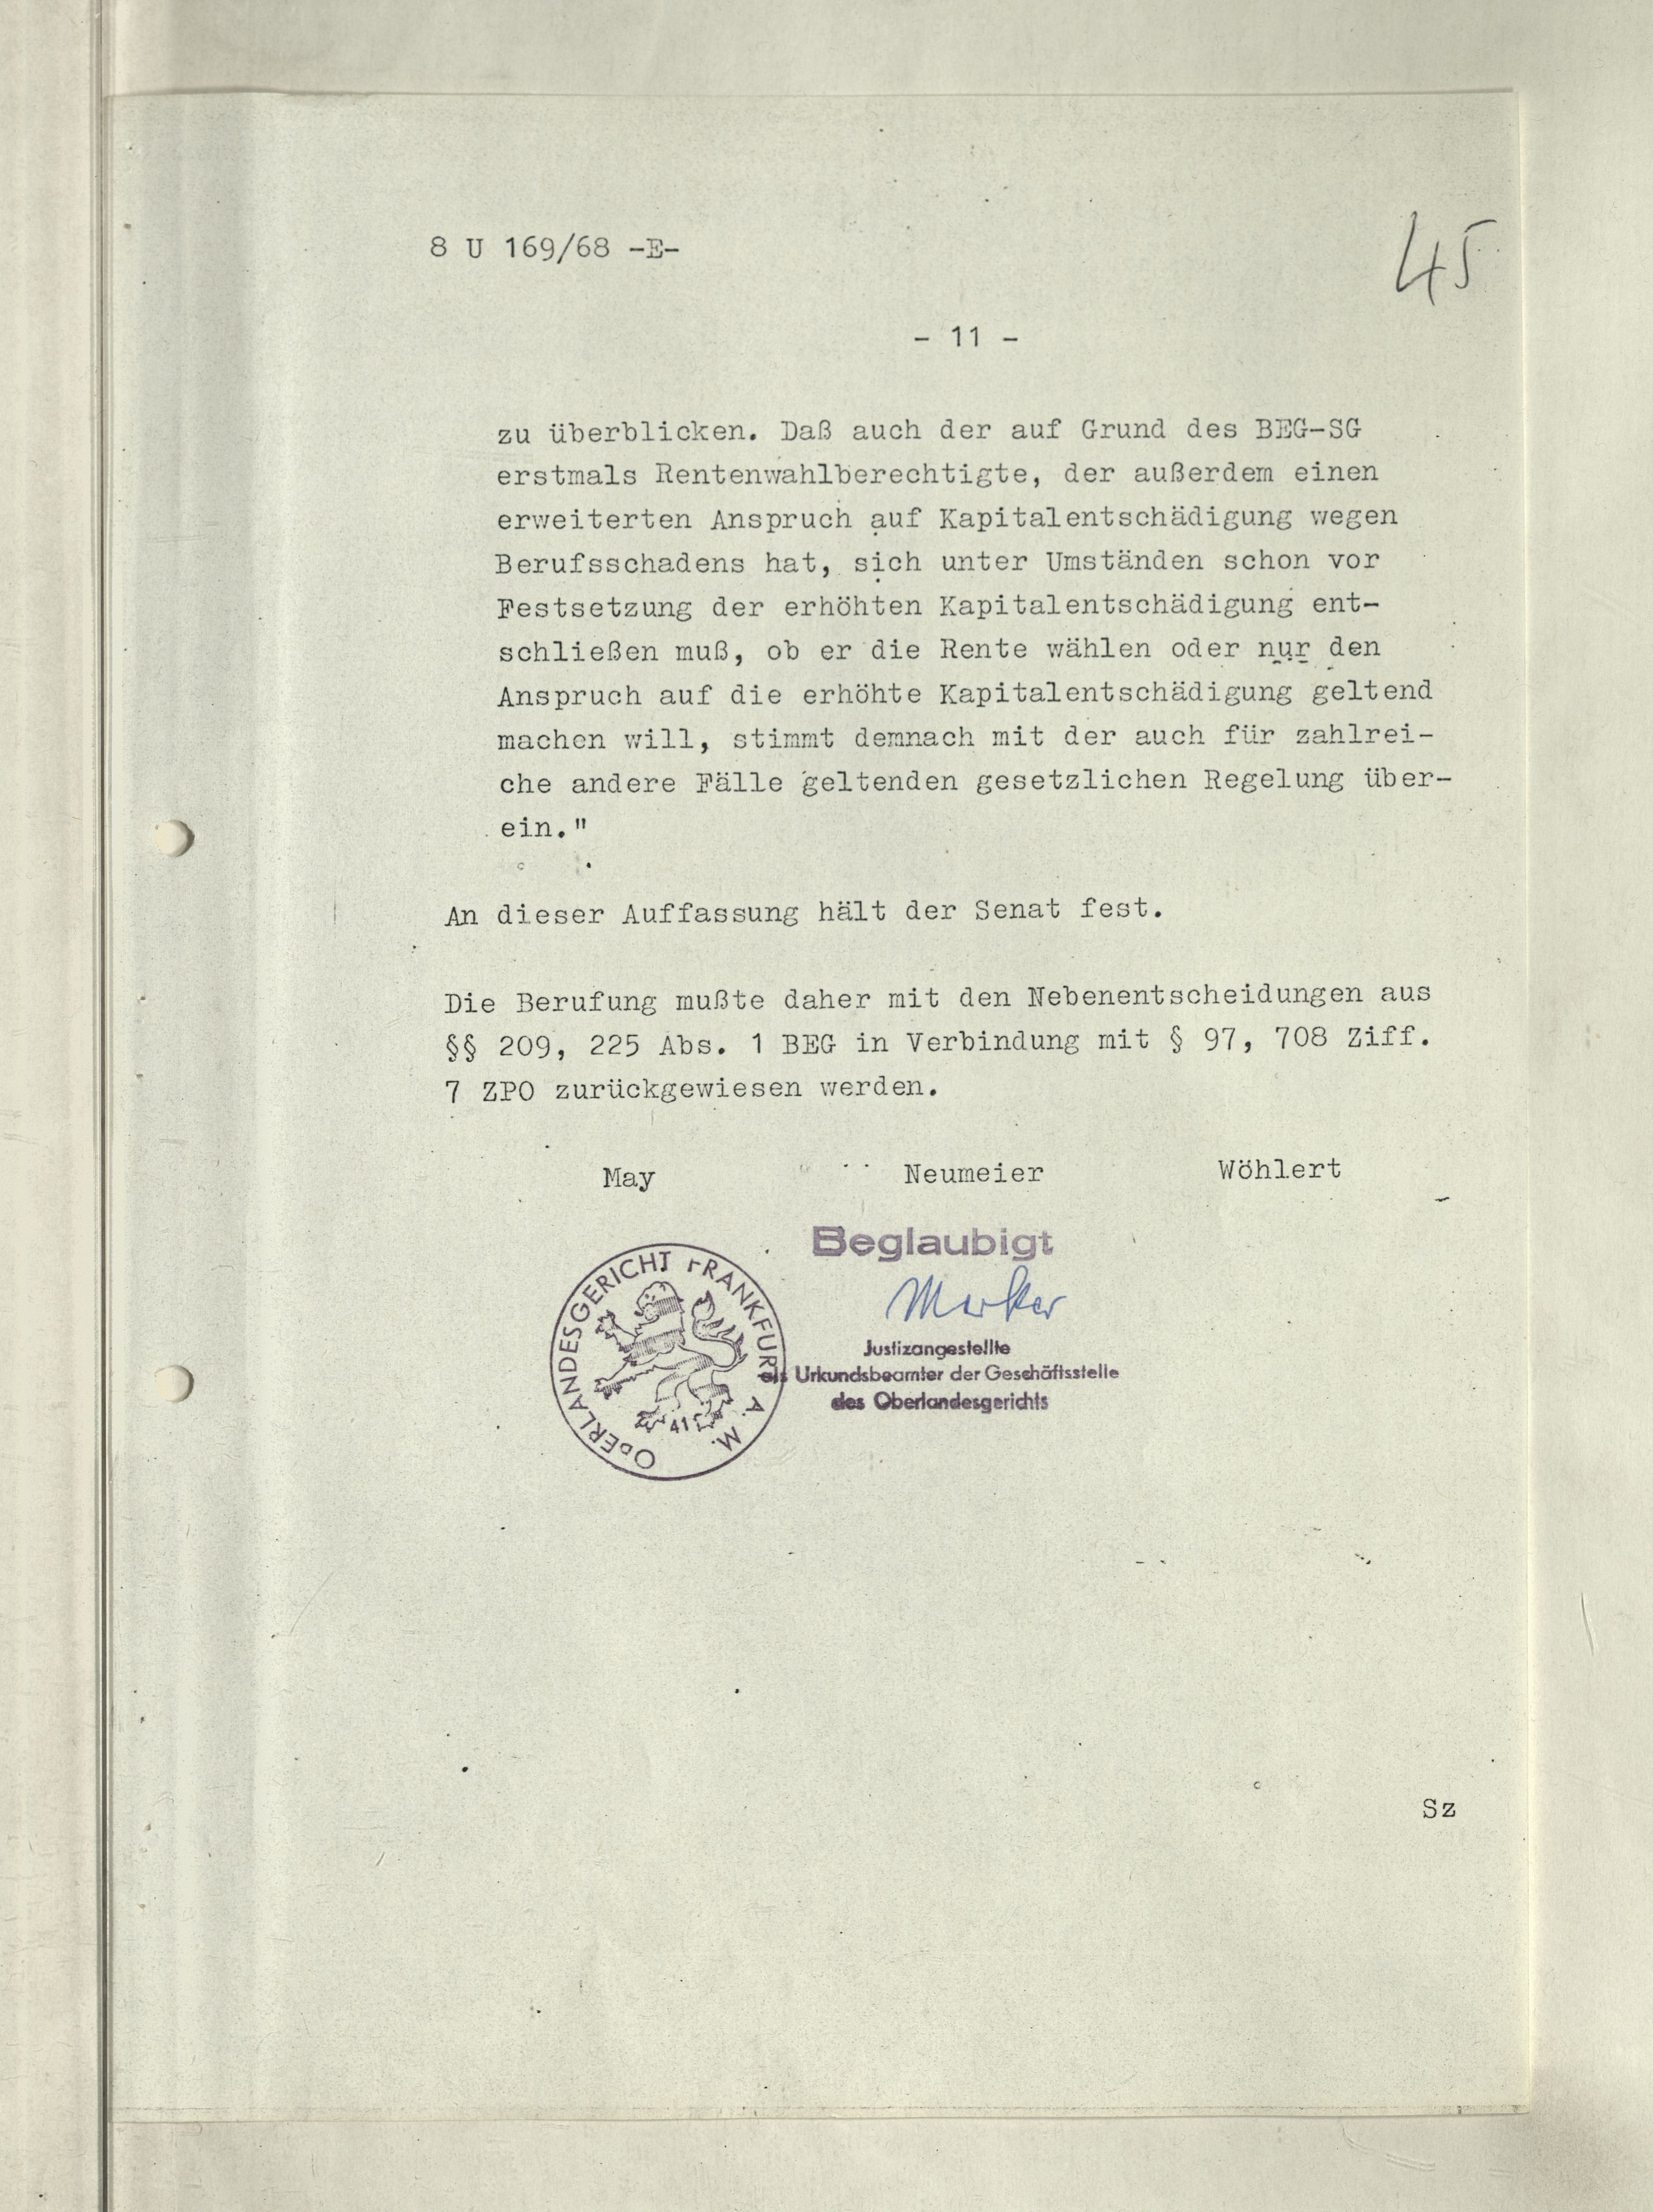 8 U 169/68 -E-
45
- 11 -
zu überblicken. Daß auch der auf Grund des BEG-SG
erstmals Rentenwahlberechtigte, der außerdem einen
erweiterten Anspruch auf Kapitalentschädigung wegen
Berufsschadens hat, sich unter Umständen schon vor
Festsetzung der erhöhten Kapitalentschädigung ent-
schließen muß, ob er die Rente wählen oder nur den
Anspruch auf die erhöhte Kapitalentschädigung geltend
machen will, stimmt demnach mit der auch für zahlrei-
che andere Fälle geltenden gesetzlichen Regelung über-
ein."
An dieser Auffassung hält der Senat fest.
Die Berufung mußte daher mit den Nebenentscheidungen aus
§§ 209, 225 Abs. 1 BEG in Verbindung mit § 97, 708 Ziff.
7 ZPO zurückgewiesen werden.
May Neumeier Wöhlert
Beglaubigt
Justizangestellte
als Urkundsbeamter der Geschäftsstelle
des Oberlandesgerichts
OBERLANDESGERICHT FRANKFURT A. M.
41
Sz